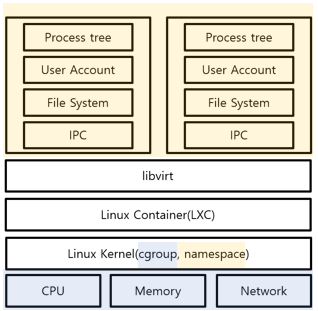 Process tree
User Account
File System
IPC
Process tree
User Account
File System
IPC
libvirt
Linux Container(LXC)
Linux Kernel(cgroup, namespace)
CPU
Memory
Network